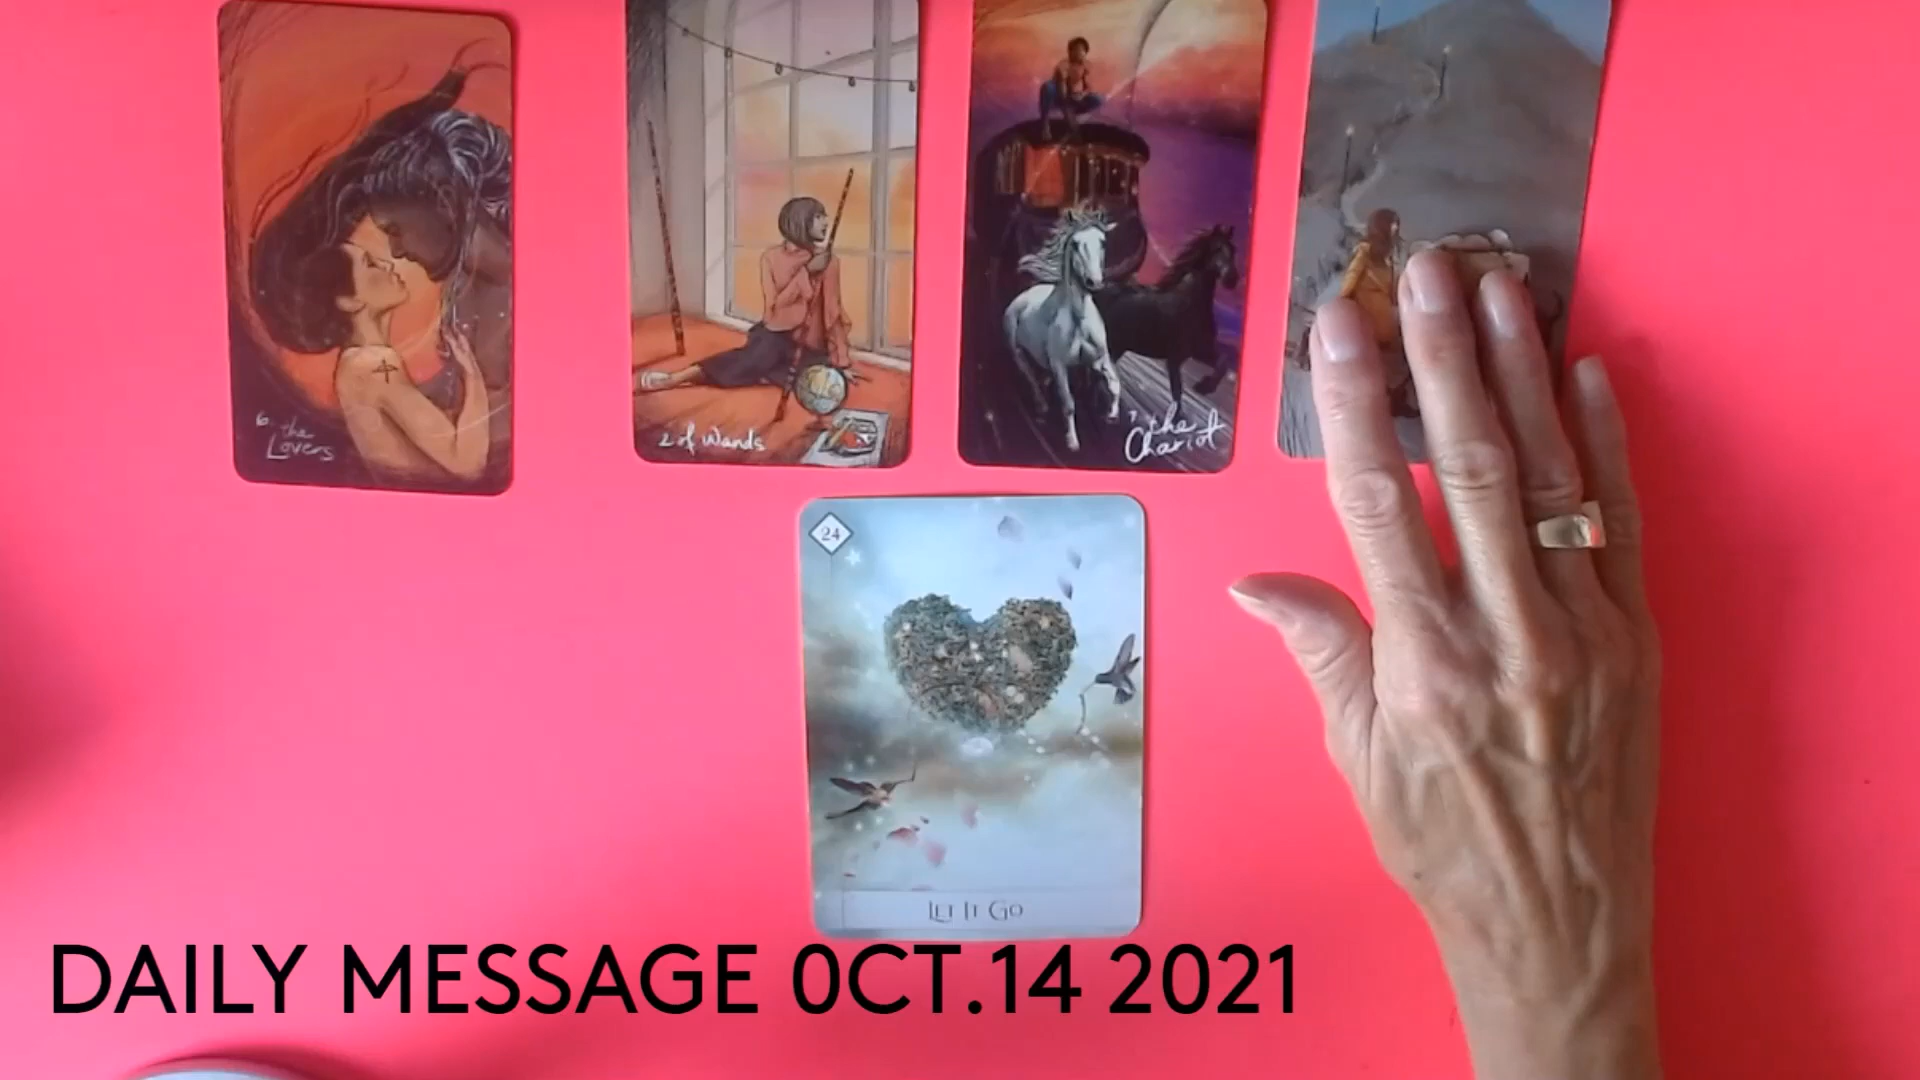 6. the
Lovers
2 of Wands
7 the
Chariot
24
LET IT GO
DAILY MESSAGE 0CT.14 2021